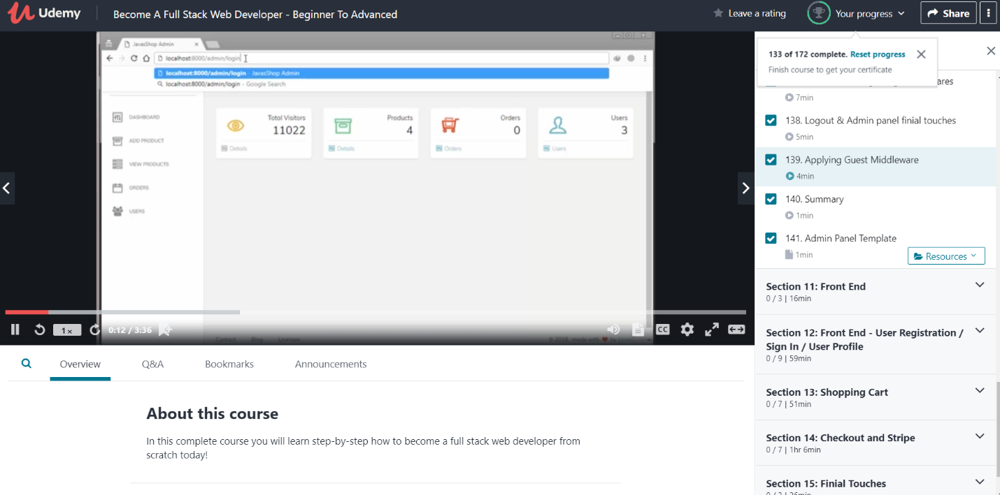 Udemy
Become A Full Stack Web Developer - Beginner To Advanced
Leave a rating
Your progress
Share
133 of 172 complete. Reset progress
Finish course to get your certificate
JavasShop Admin
localhost:8000/admin/login
localhost:8000/admin/login - JavasShop Admin
localhost:8000/admin/login - Google Search
DASHBOARD
ADD PRODUCT
VIEW PRODUCTS
ORDERS
USERS
Total Visitors
11022
Details
Products
4
Details
Orders
0
Orders
Users
3
Users
Contact Blog Licenses
© 2018, made with
1x
0:12 / 3:36
CC
ares
7min
138. Logout & Admin panel finial touches
5min
139. Applying Guest Middleware
4min
140. Summary
1min
141. Admin Panel Template
1min
Resources
Section 11: Front End
0 / 3 | 16min
Section 12: Front End - User Registration /
Sign In / User Profile
0 / 9 | 59min
Section 13: Shopping Cart
0 / 7 | 51min
Section 14: Checkout and Stripe
0 / 7 | 1hr 6min
Section 15: Finial Touches
Overview
Q&A
Bookmarks
Announcements
About this course
In this complete course you will learn step-by-step how to become a full stack web developer from
scratch today!